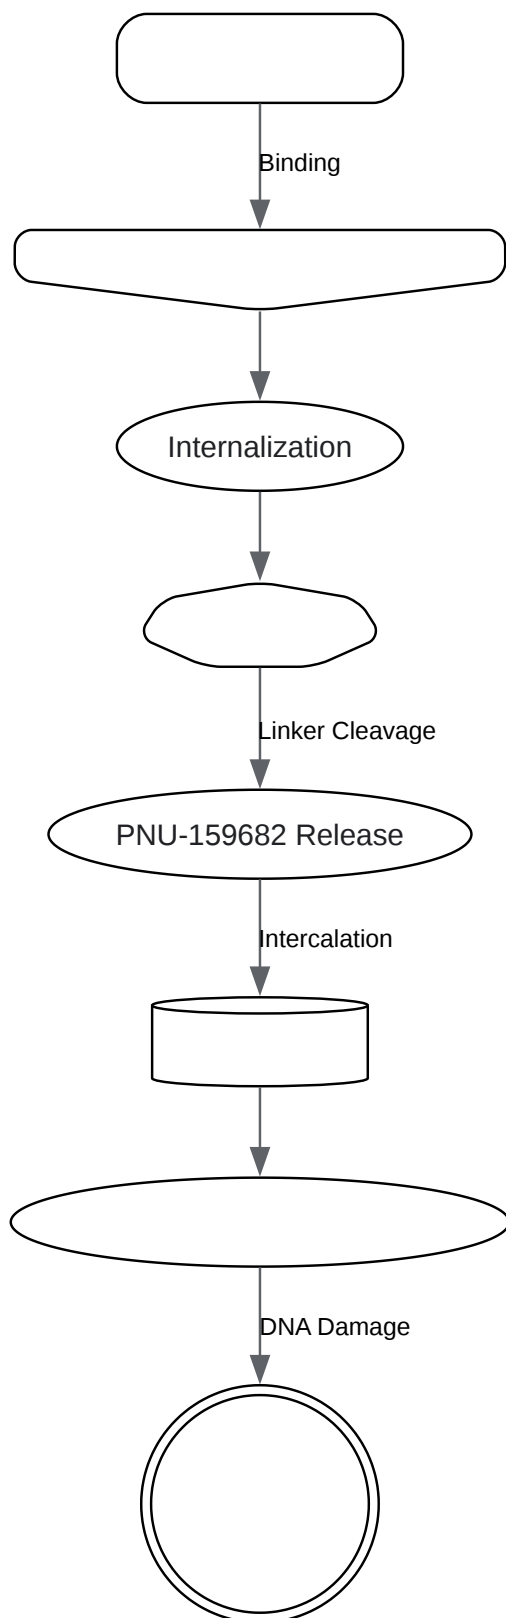 Binding
Internalization
Linker Cleavage
PNU-159682 Release
Intercalation
DNA Damage